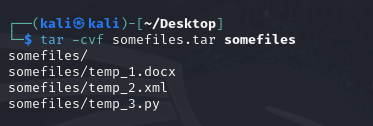 ┌──(kali㉿kali)-[~/Desktop]
└─$ tar -cvf somefiles.tar somefiles
somefiles/
somefiles/temp_1.docx
somefiles/temp_2.xml
somefiles/temp_3.py